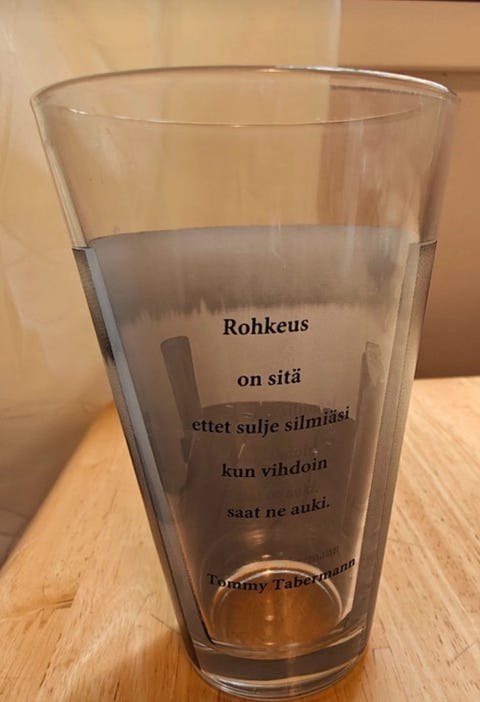 Rohkeus
on sitä
ettet sulje silmiäsi
kun vihdoin
saat ne auki.
Tommy Tabermann